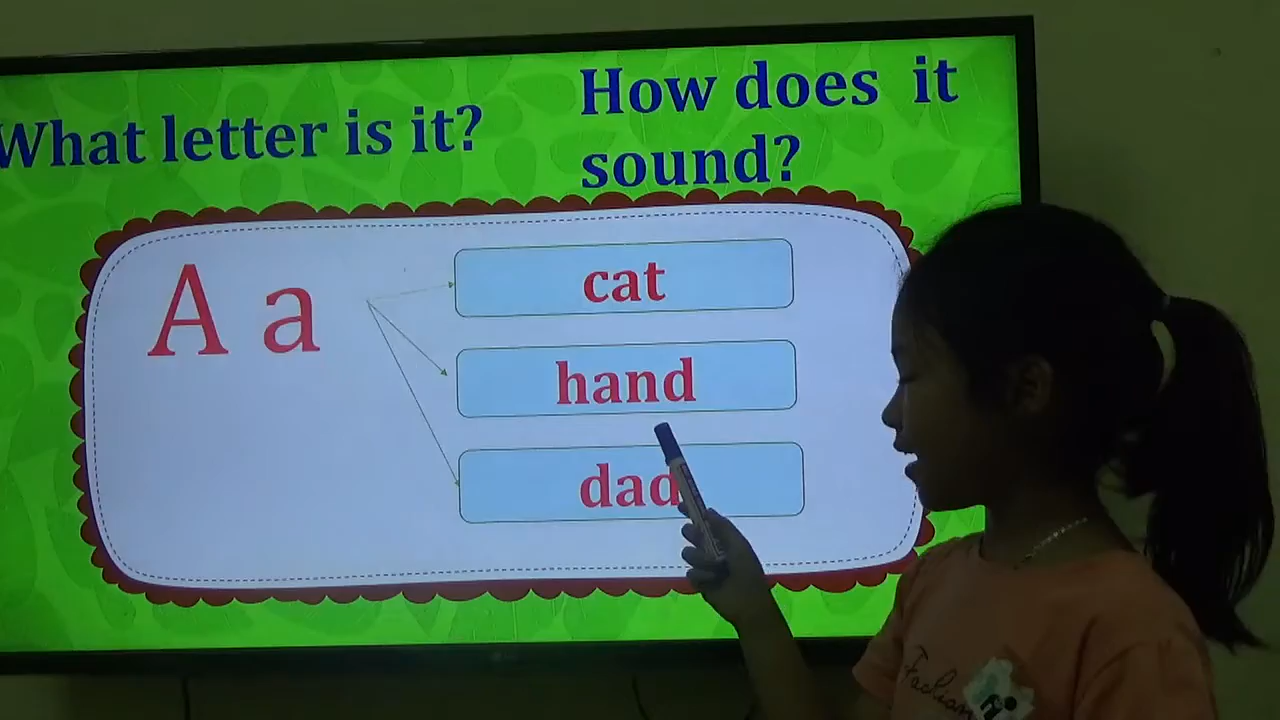 What letter is it?
How does it
sound?
A a
cat
hand
dad